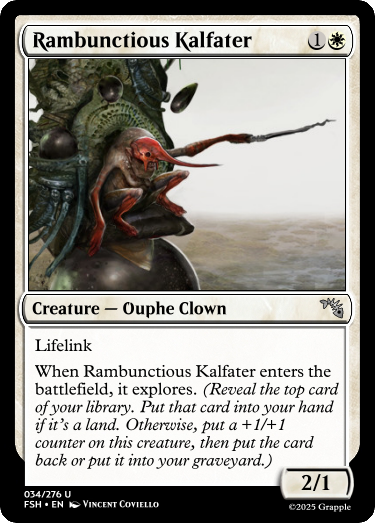 Rambunctious Kalfater 1
Creature — Ouphe Clown
Lifelink
When Rambunctious Kalfater enters the
battlefield, it explores. (Reveal the top card
of your library. Put that card into your hand
if it's a land. Otherwise, put a +1/+1
counter on this creature, then put the card
back or put it into your graveyard.)
2/1
034/276 U
FSH • EN Vincent Coviello
©2025 Grapple